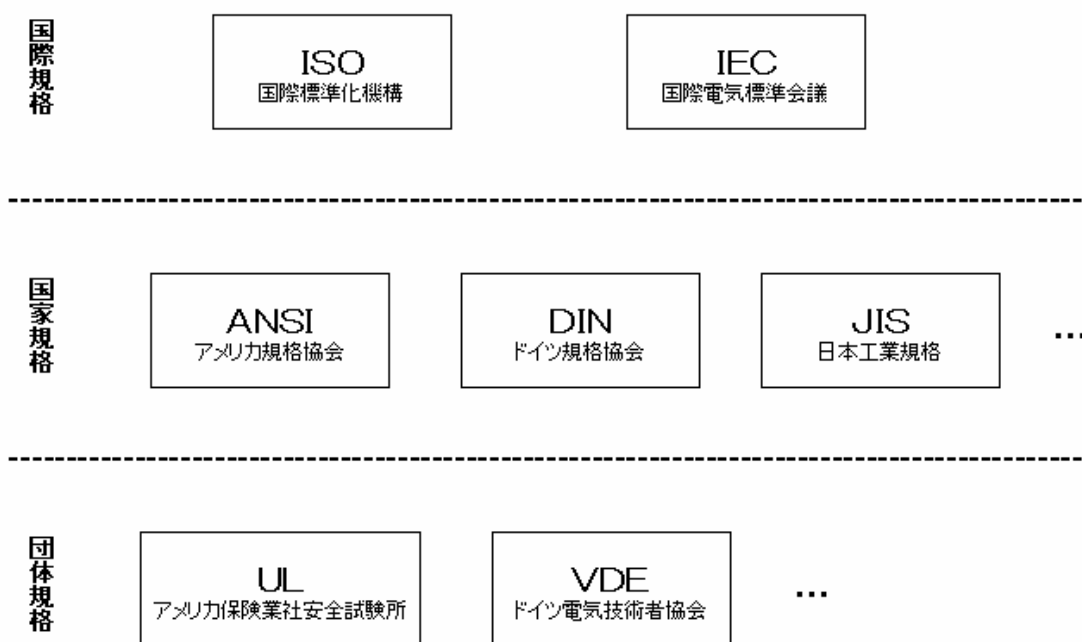 国際規格
ISO
国際標準化機構
IEC
国際電気標準会議
国家規格
ANSI
アメリカ規格協会
DIN
ドイツ規格協会
JIS
日本工業規格
…
団体規格
UL
アメリカ保険業社安全試験所
VDE
ドイツ電気技術者協会
…